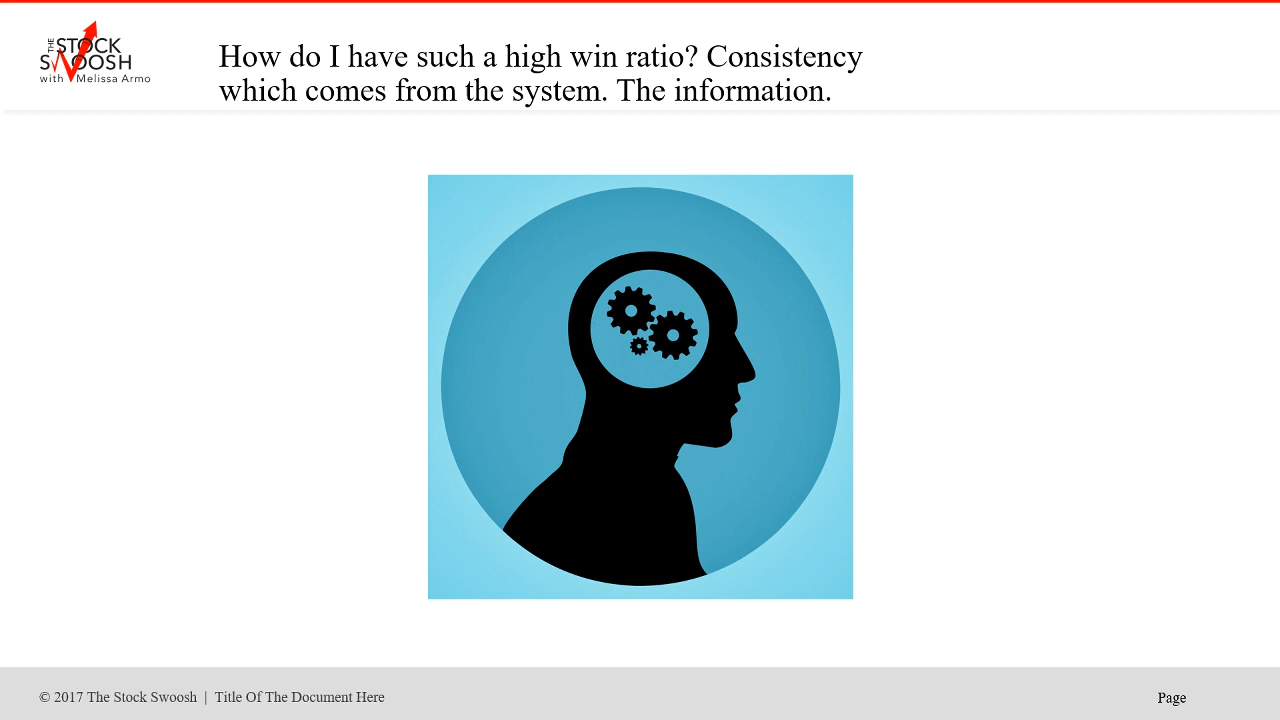 THE
STOCK
SWOOSH
with Melissa Armo
How do I have such a high win ratio? Consistency
which comes from the system. The information.
© 2017 The Stock Swoosh | Title Of The Document Here
Page